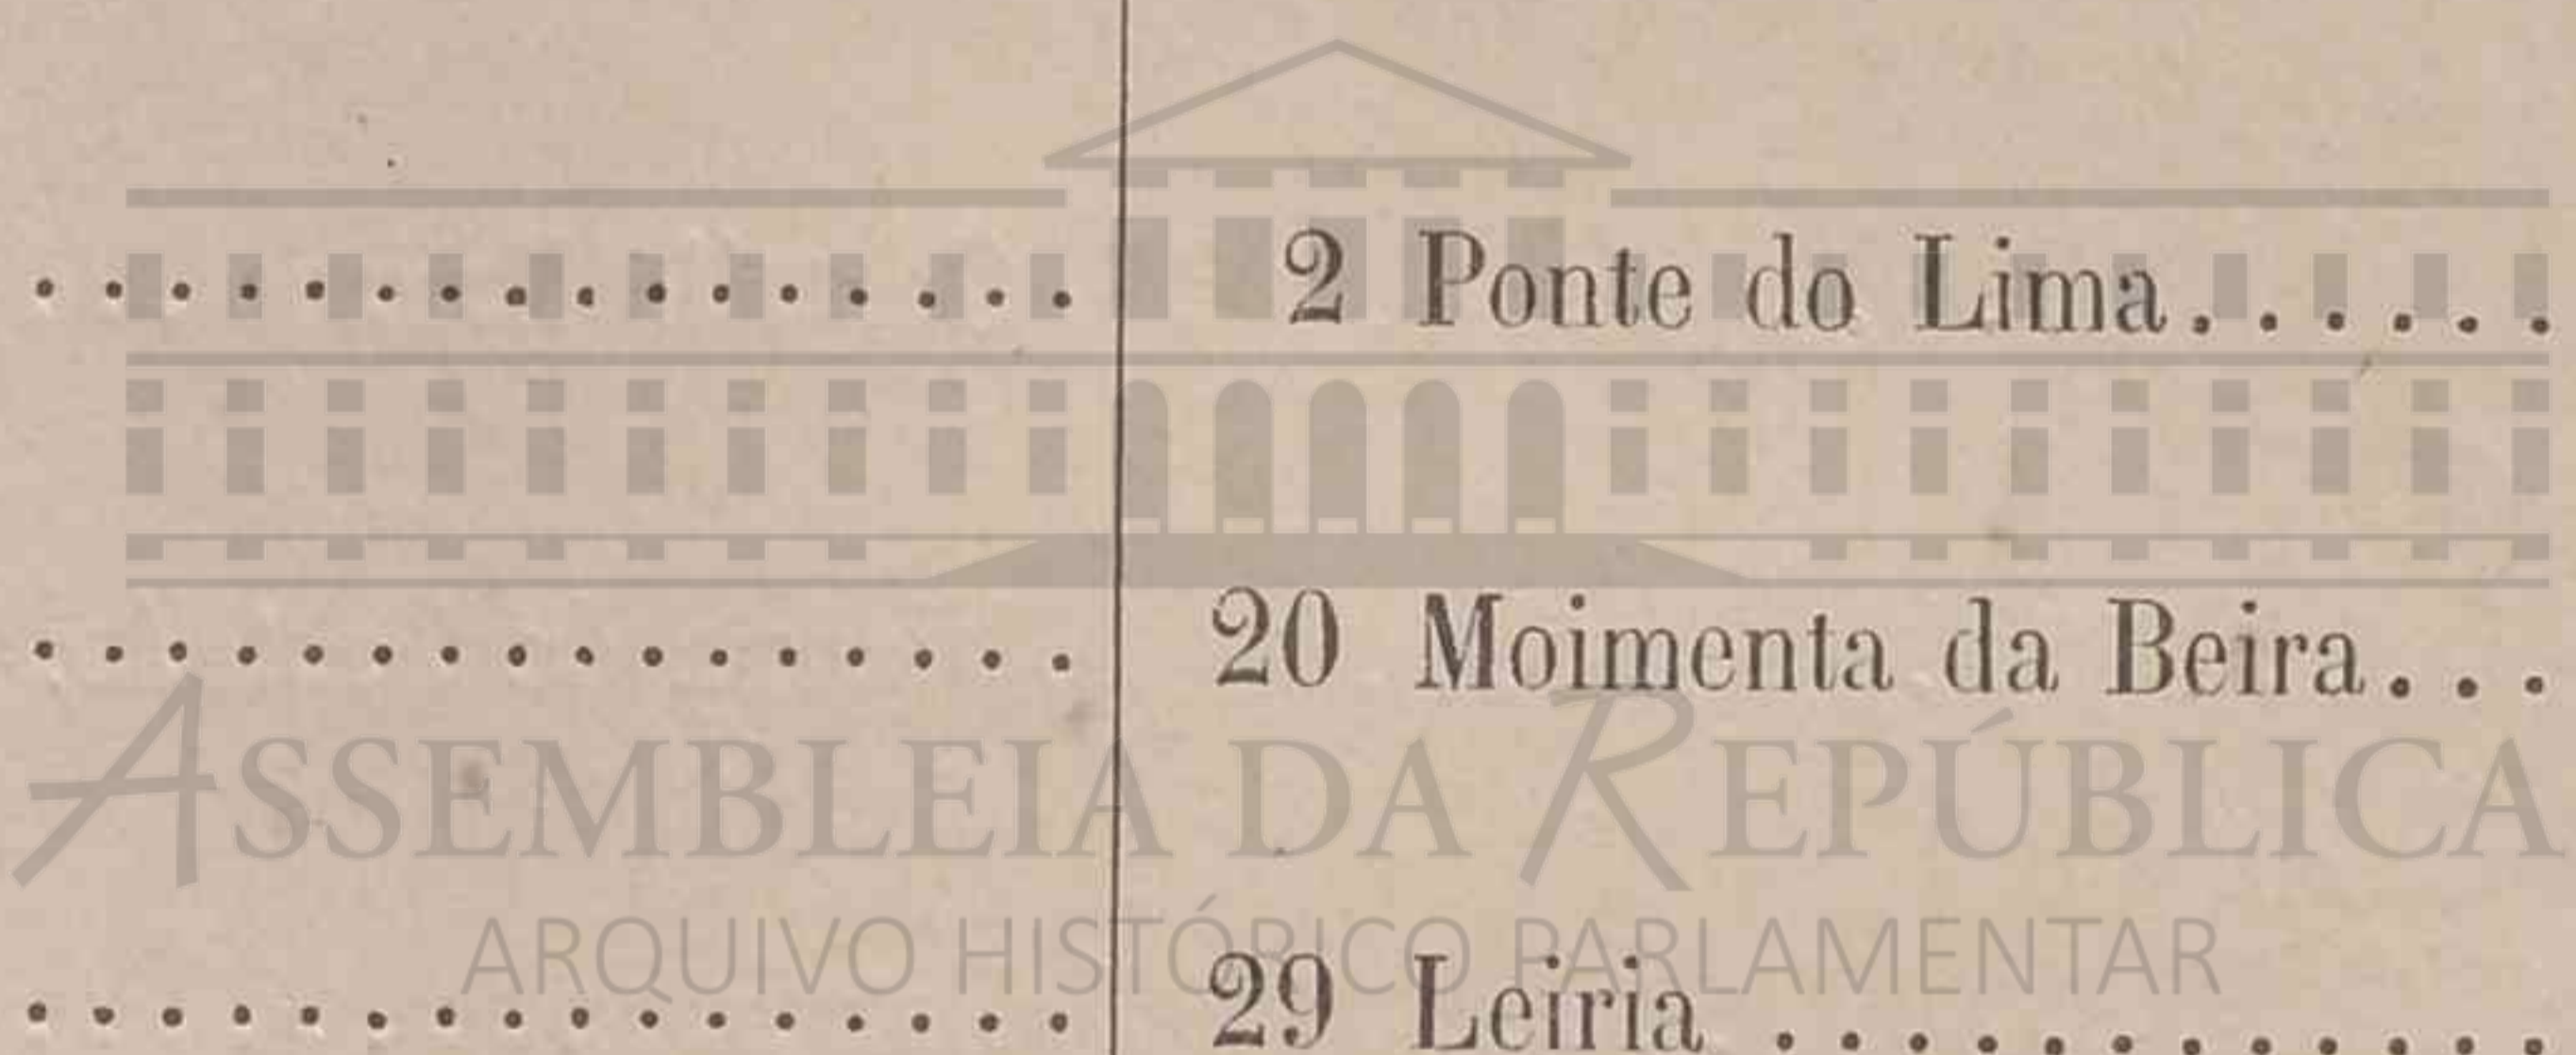 ................ 2 Ponte do Lima......
................ 20 Moimenta da Beira...
ASSEMBLEIA DA REPÚBLICA
ARQUIVO HISTÓRICO PARLAMENTAR
................ 29 Leiria ............